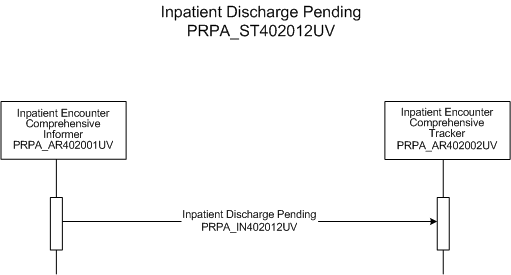 Inpatient Discharge Pending
PRPA_ST402012UV
Inpatient Encounter
Comprehensive
Informer
PRPA_AR402001UV
Inpatient Encounter
Comprehensive
Tracker
PRPA_AR402002UV
Inpatient Discharge Pending
PRPA_IN402012UV